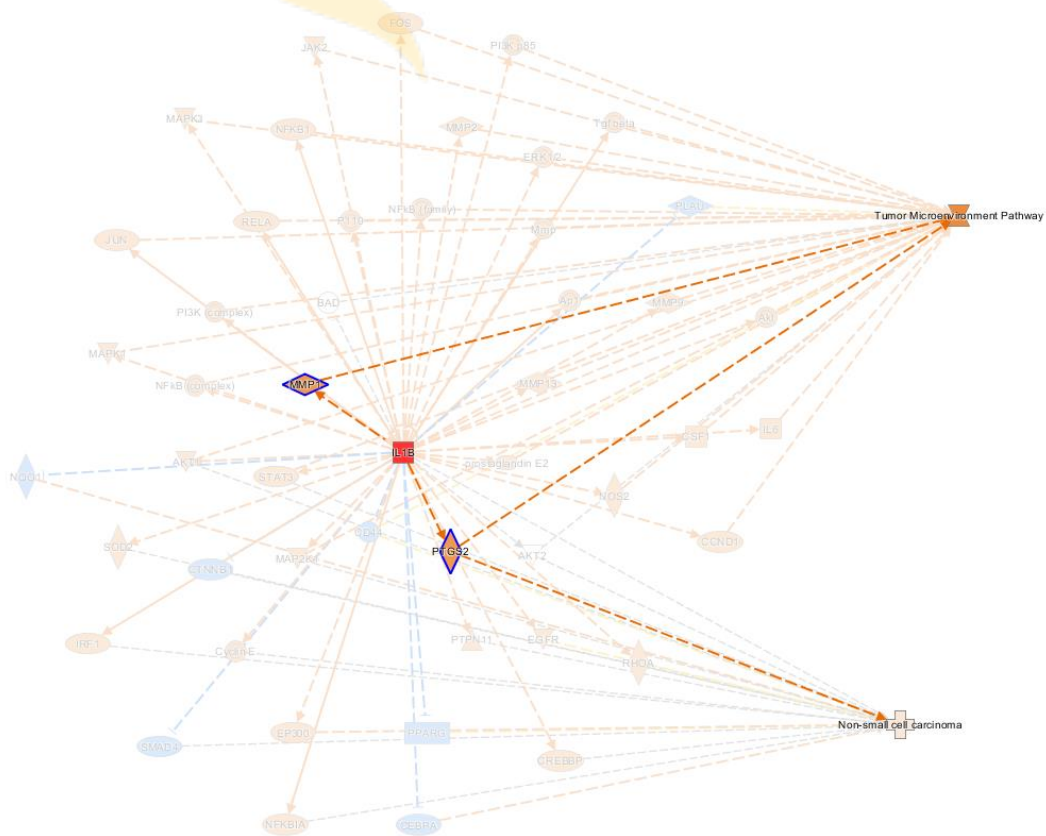 FOS
JAK2
PI3K p85
MAPK3
NFKB1
MMP2
Tgf beta
ERK1/2
PLAU
NFkB (family)
Tumor Microenvironment Pathway
RELA
P110
JUN
Mmp
BAD
Ap1
MMP9
PI3K (complex)
Akt
MAPK1
NFkB (complex)
MMP1
MMP13
CSF1
IL6
IL1B
AKT1
prostaglandin E2
NQO1
STAT3
NOS2
CD44
SOD2
PTGS2
AKT2
CCND1
MAP2K1
CTNNB1
IRF1
Cyclin E
PTPN11
EGFR
RHOA
Non-small cell carcinoma
SMAD4
EP300
PPARG
CREBBP
NFKBIA
CEBPA